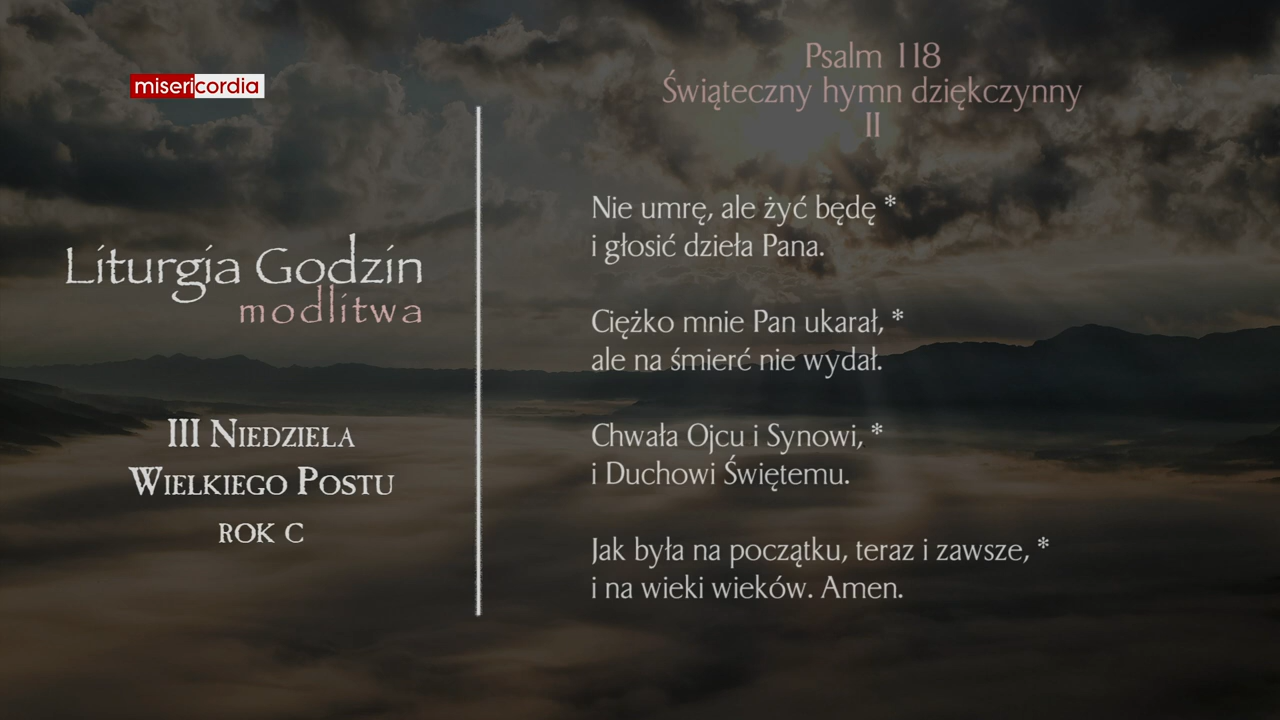 misericordia
Liturgia Godzin
modlitwa
III Niedziela
Wielkiego Postu
rok C
Psalm 118
Świąteczny hymn dziękczynny
II
Nie umrę, ale żyć będę *
i głosić dzieła Pana.
Ciężko mnie Pan ukarał, *
ale na śmierć nie wydał.
Chwała Ojcu i Synowi, *
i Duchowi Świętemu.
Jak była na początku, teraz i zawsze, *
i na wieki wieków. Amen.